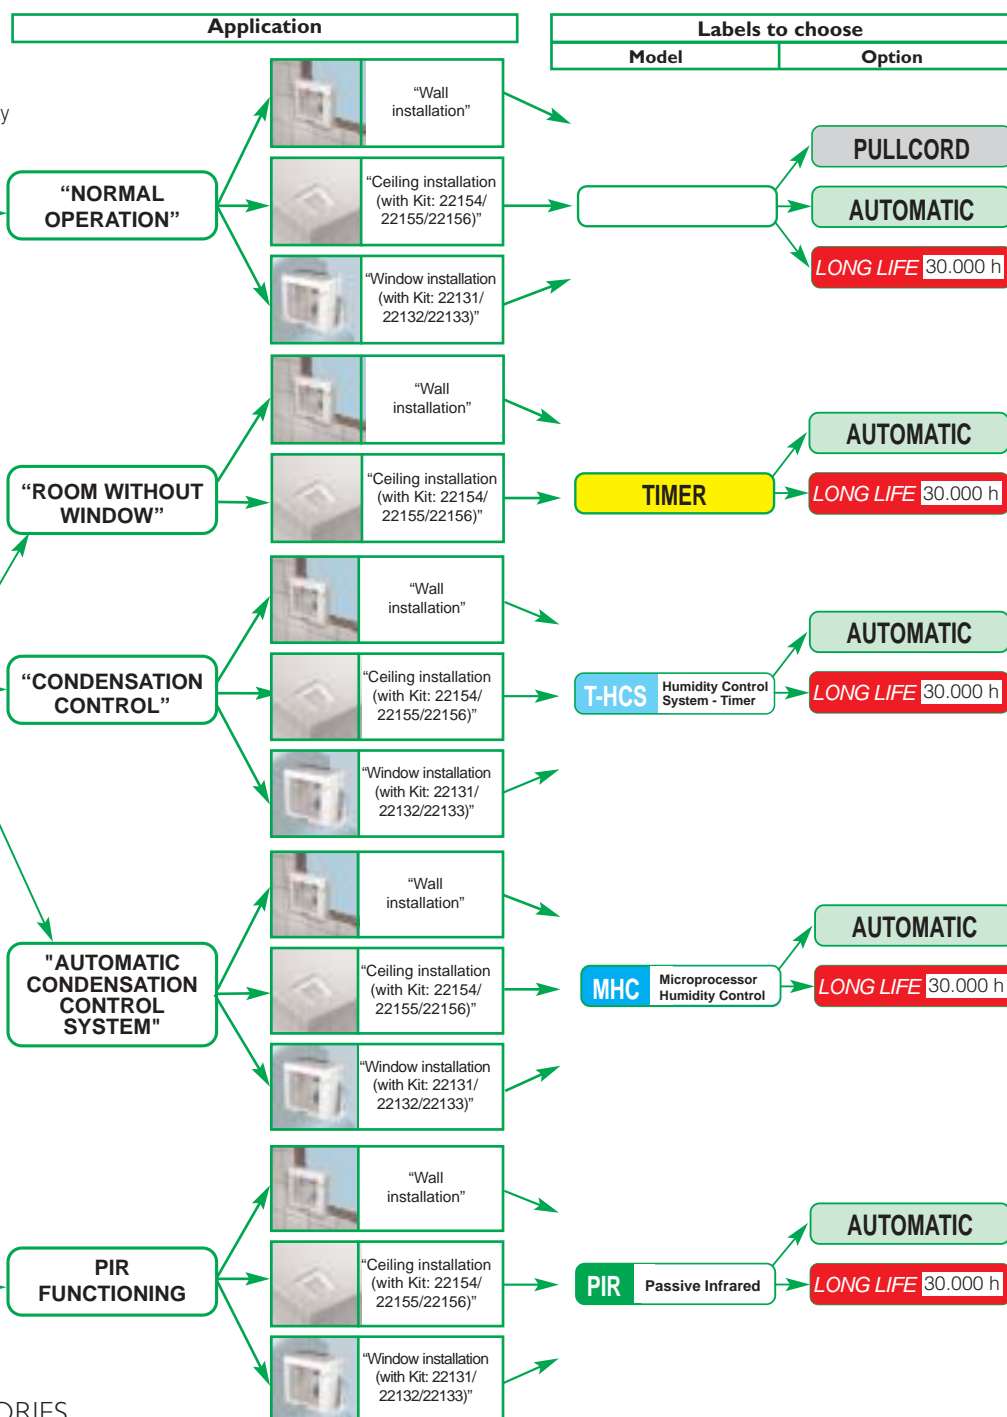 Application
Labels to choose
Model
Option
y
“NORMAL
OPERATION”
“Wall
installation”
“Ceiling installation
(with Kit: 22154/
22155/22156)”
“Window installation
(with Kit: 22131/
22132/22133)”
PULLCORD
AUTOMATIC
LONG LIFE 30.000 h
“ROOM WITHOUT
WINDOW”
“Wall
installation”
“Ceiling installation
(with Kit: 22154/
22155/22156)”
TIMER
AUTOMATIC
LONG LIFE 30.000 h
“CONDENSATION
CONTROL”
“Wall
installation”
“Ceiling installation
(with Kit: 22154/
22155/22156)”
“Window installation
(with Kit: 22131/
22132/22133)”
T-HCS Humidity Control
System - Timer
AUTOMATIC
LONG LIFE 30.000 h
"AUTOMATIC
CONDENSATION
CONTROL
SYSTEM"
“Wall
installation”
“Ceiling installation
(with Kit: 22154/
22155/22156)”
“Window installation
(with Kit: 22131/
22132/22133)”
MHC Microprocessor
Humidity Control
AUTOMATIC
LONG LIFE 30.000 h
PIR
FUNCTIONING
“Wall
installation”
“Ceiling installation
(with Kit: 22154/
22155/22156)”
“Window installation
(with Kit: 22131/
22132/22133)”
PIR Passive Infrared
AUTOMATIC
LONG LIFE 30.000 h
ORIES